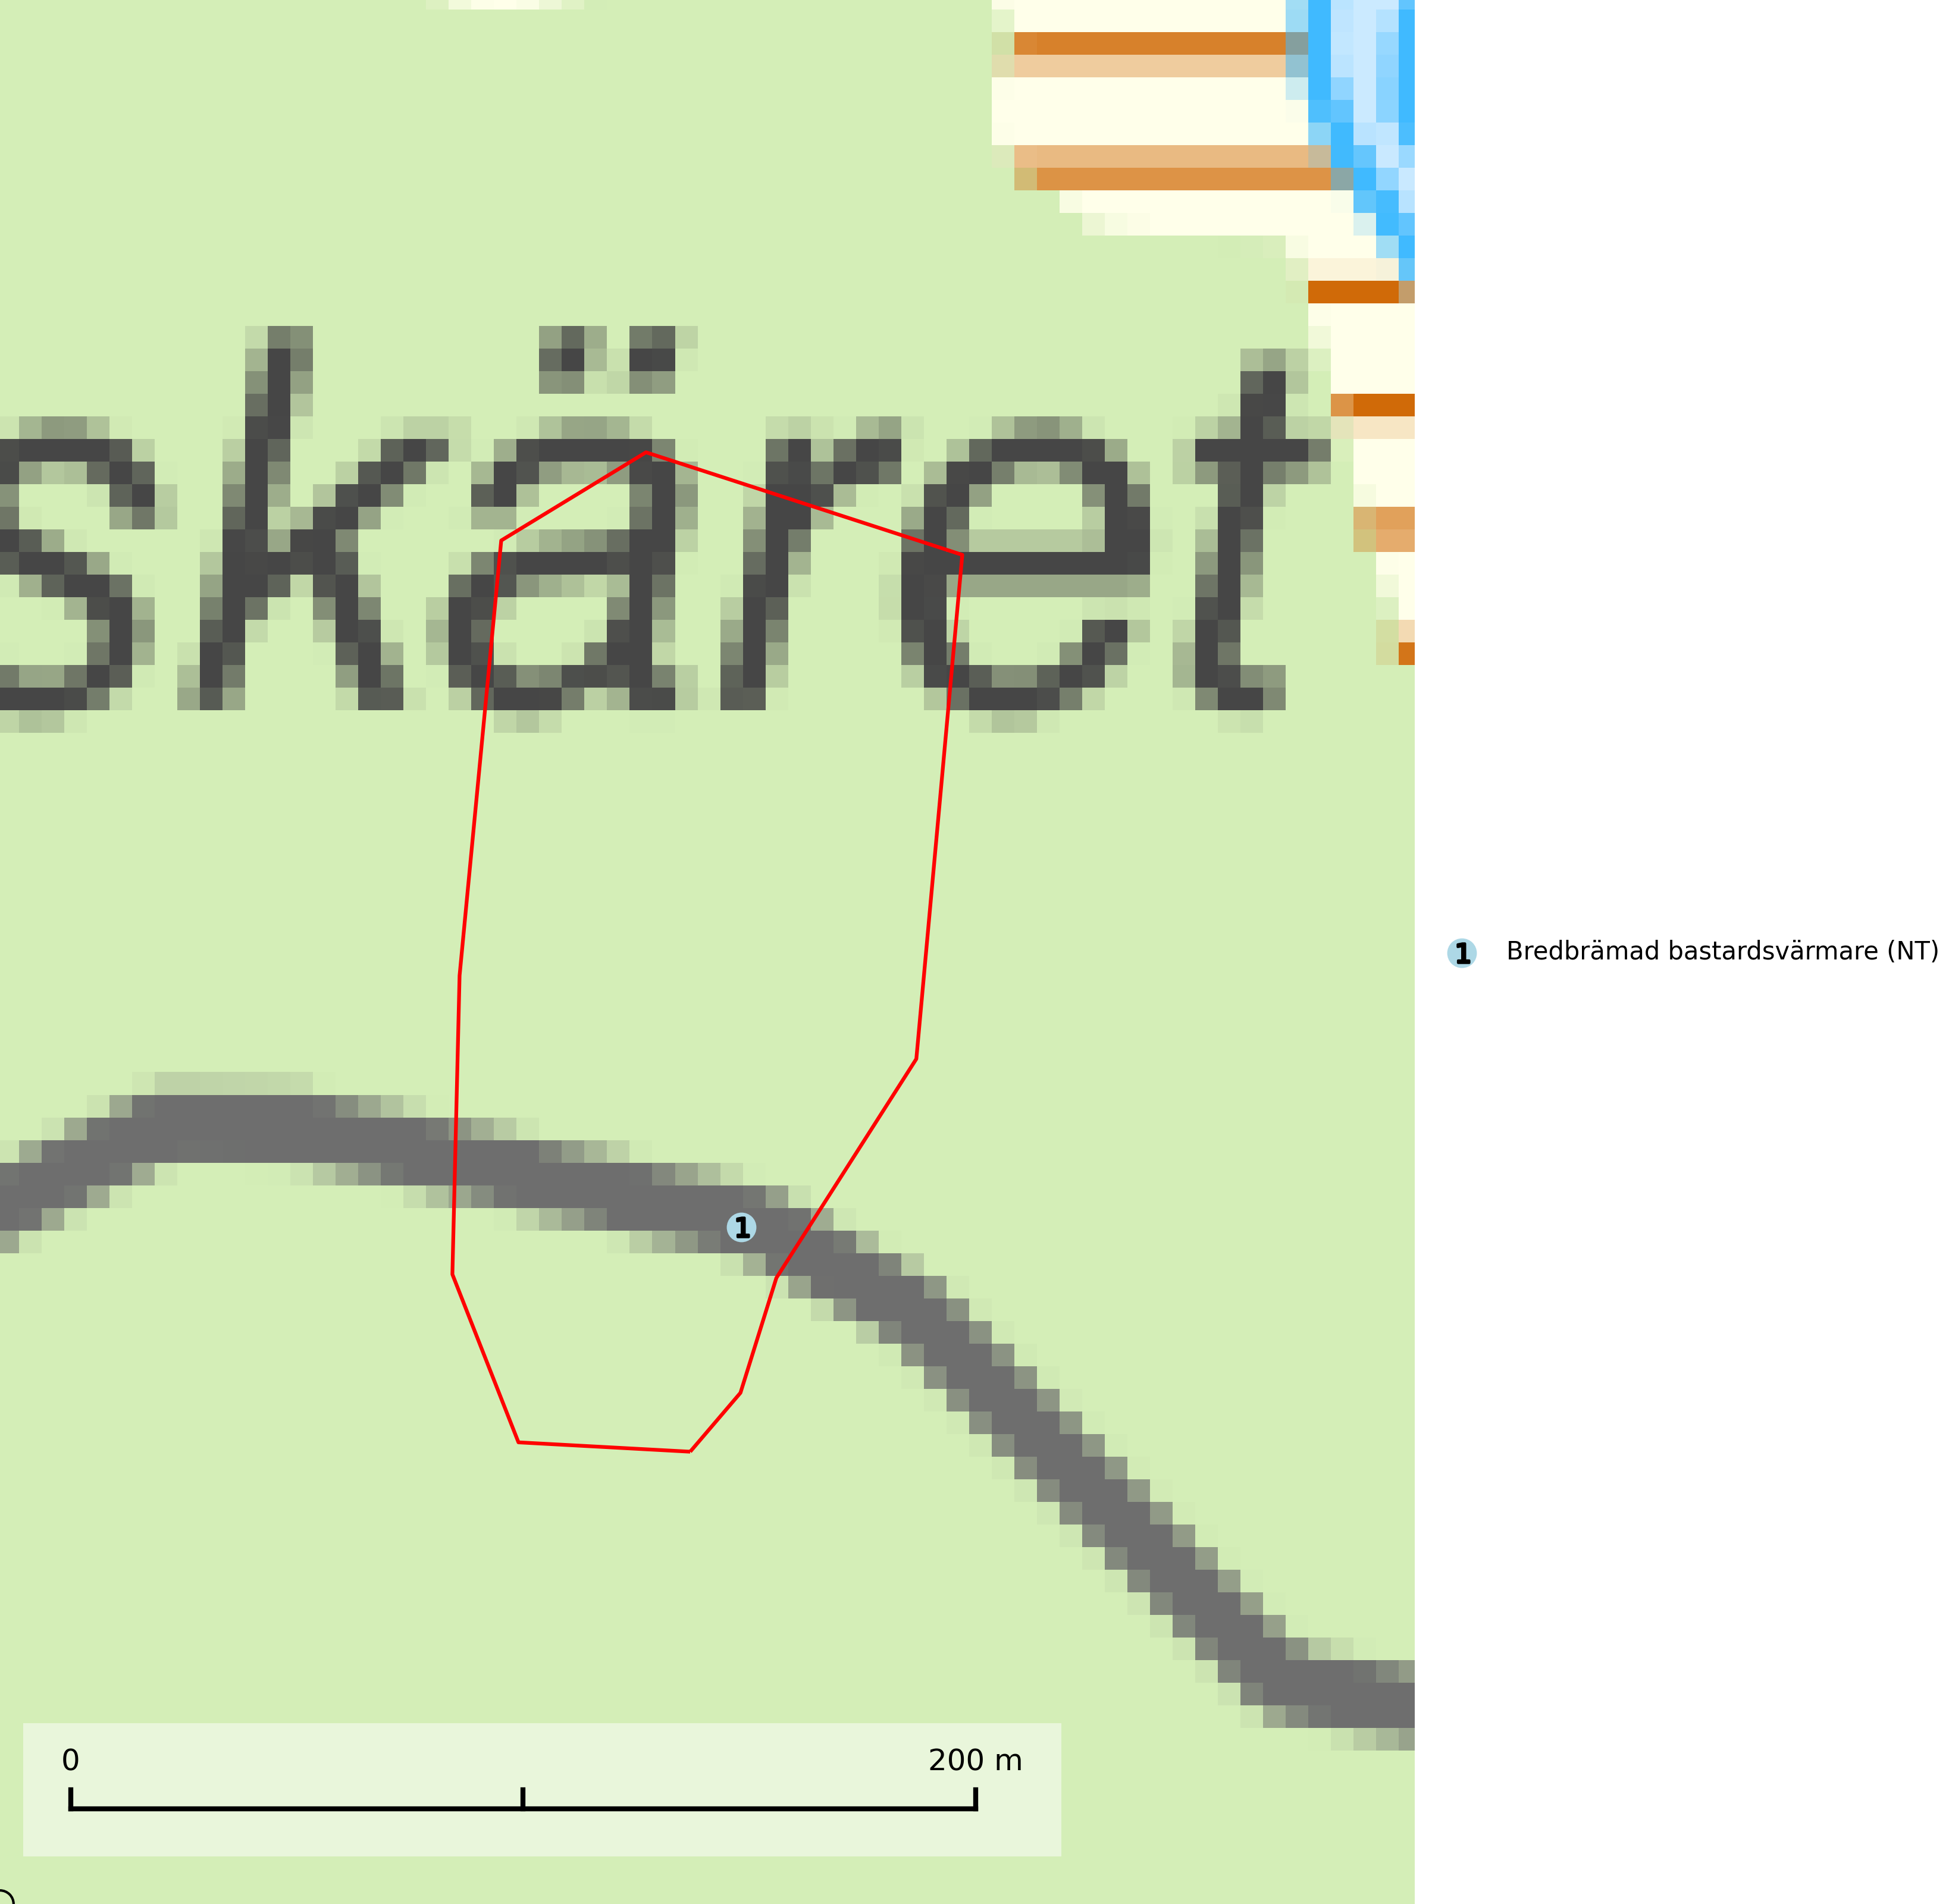 skäret
1 Bredbrämad bastardsvärmare (NT)
1
0 200 m